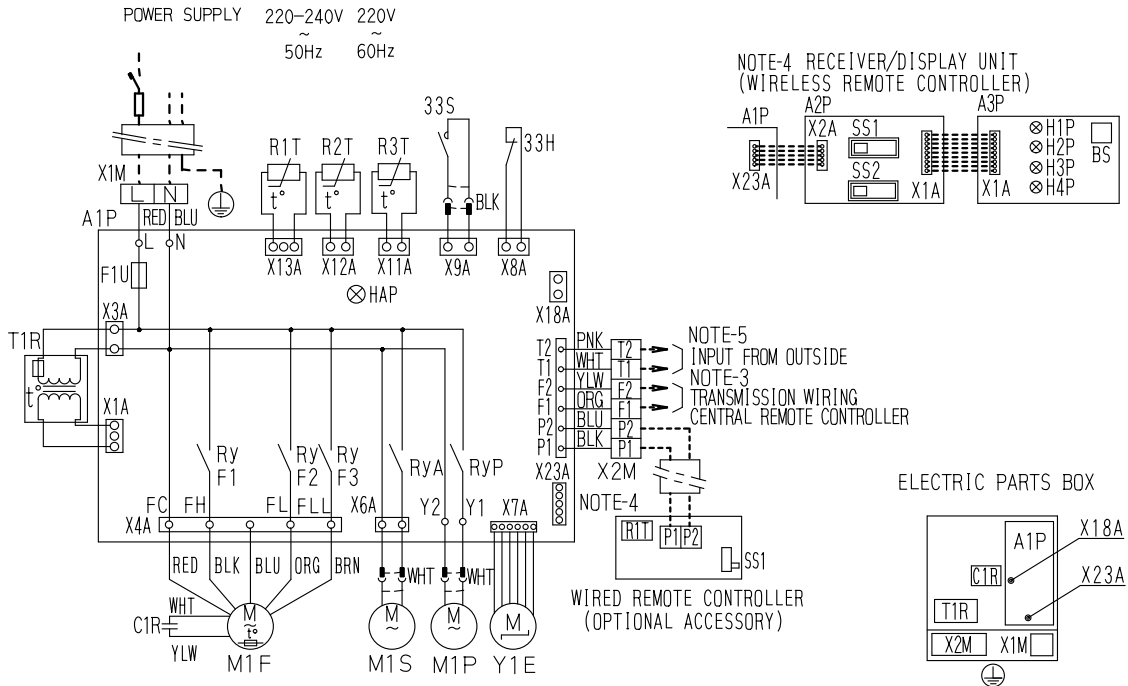 POWER SUPPLY 220-240V 220V
~ ~
50Hz 60Hz
NOTE-4 RECEIVER/DISPLAY UNIT
(WIRELESS REMOTE CONTROLLER)
A1P
X23A
A2P
X2A SS1
SS2
X1A
A3P
X1A
H1P
H2P
H3P
H4P
BS
X1M
L N
A1P
RED BLU
L N
F1U
R1T
t°
X13A
R2T
t°
X12A
R3T
t°
X11A
33S
BLK
X9A
33H
X8A
HAP
X18A
X3A
T1R
t°
X1A
T2 PNK T2
T1 WHT T1
F2 YLW F2
F1 ORG F1
P2 BLU P2
P1 BLK P1
X23A
X2M
NOTE-5
INPUT FROM OUTSIDE
NOTE-3
TRANSMISSION WIRING
CENTRAL REMOTE CONTROLLER
Ry
F1
Ry
F2
Ry
F3
RyA
RyP
FC FH FL FLL
X4A
X6A
Y2 Y1
X7A
NOTE-4
R1T
P1 P2
SS1
WIRED REMOTE CONTROLLER
(OPTIONAL ACCESSORY)
RED BLK BLU ORG BRN
WHT
WHT
WHT
C1R
YLW
M
~
t°
M1F
M
~
M1S
M
~
M1P
M
Y1E
ELECTRIC PARTS BOX
A1P
X18A
C1R
X23A
T1R
X2M
X1M